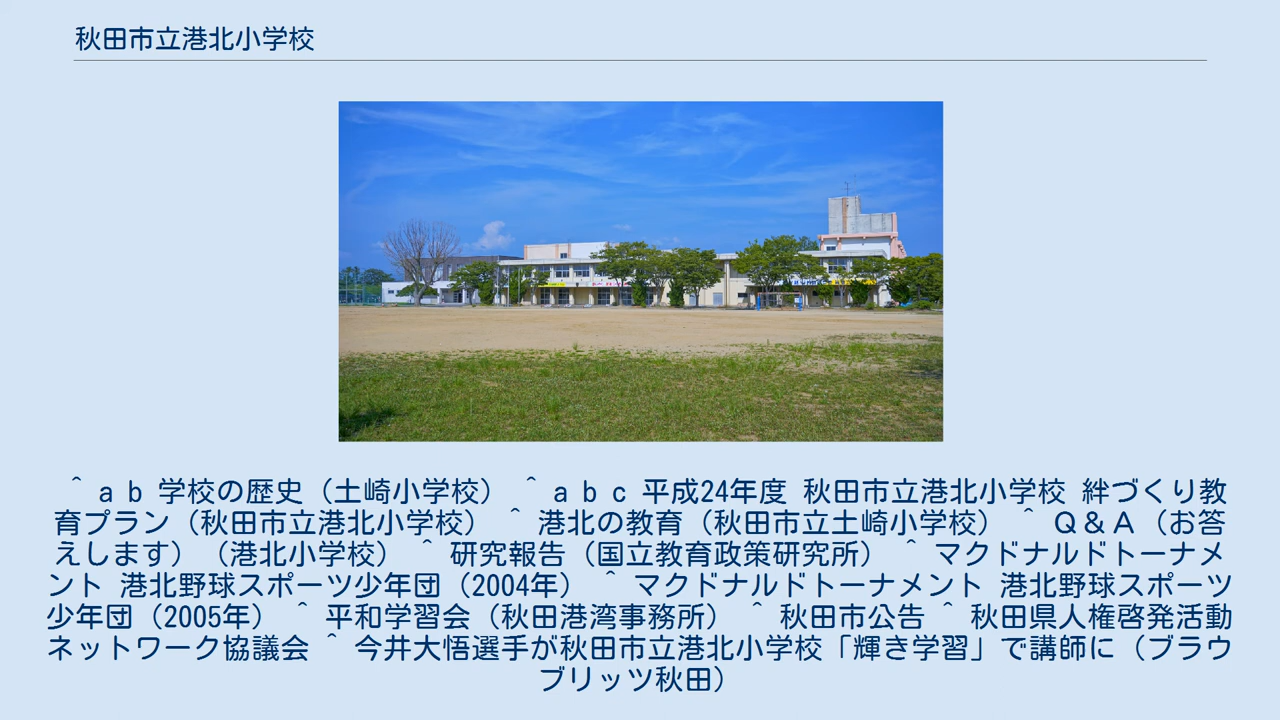 秋田市立港北小学校
^ a b 学校の歴史（土崎小学校） ^ a b c 平成24年度 秋田市立港北小学校 絆づくり教
育プラン（秋田市立港北小学校） ^ 港北の教育（秋田市立土崎小学校） ^ Ｑ＆Ａ（お答
えします）（港北小学校） ^ 研究報告（国立教育政策研究所） ^ マクドナルドトーナメ
ント 港北野球スポーツ少年団（2004年） ^ マクドナルドトーナメント 港北野球スポーツ
少年団（2005年） ^ 平和学習会（秋田港湾事務所） ^ 秋田市公告 ^ 秋田県人権啓発活動
ネットワーク協議会 ^ 今井大悟選手が秋田市立港北小学校「輝き学習」で講師に（ブラウ
ブリッツ秋田）